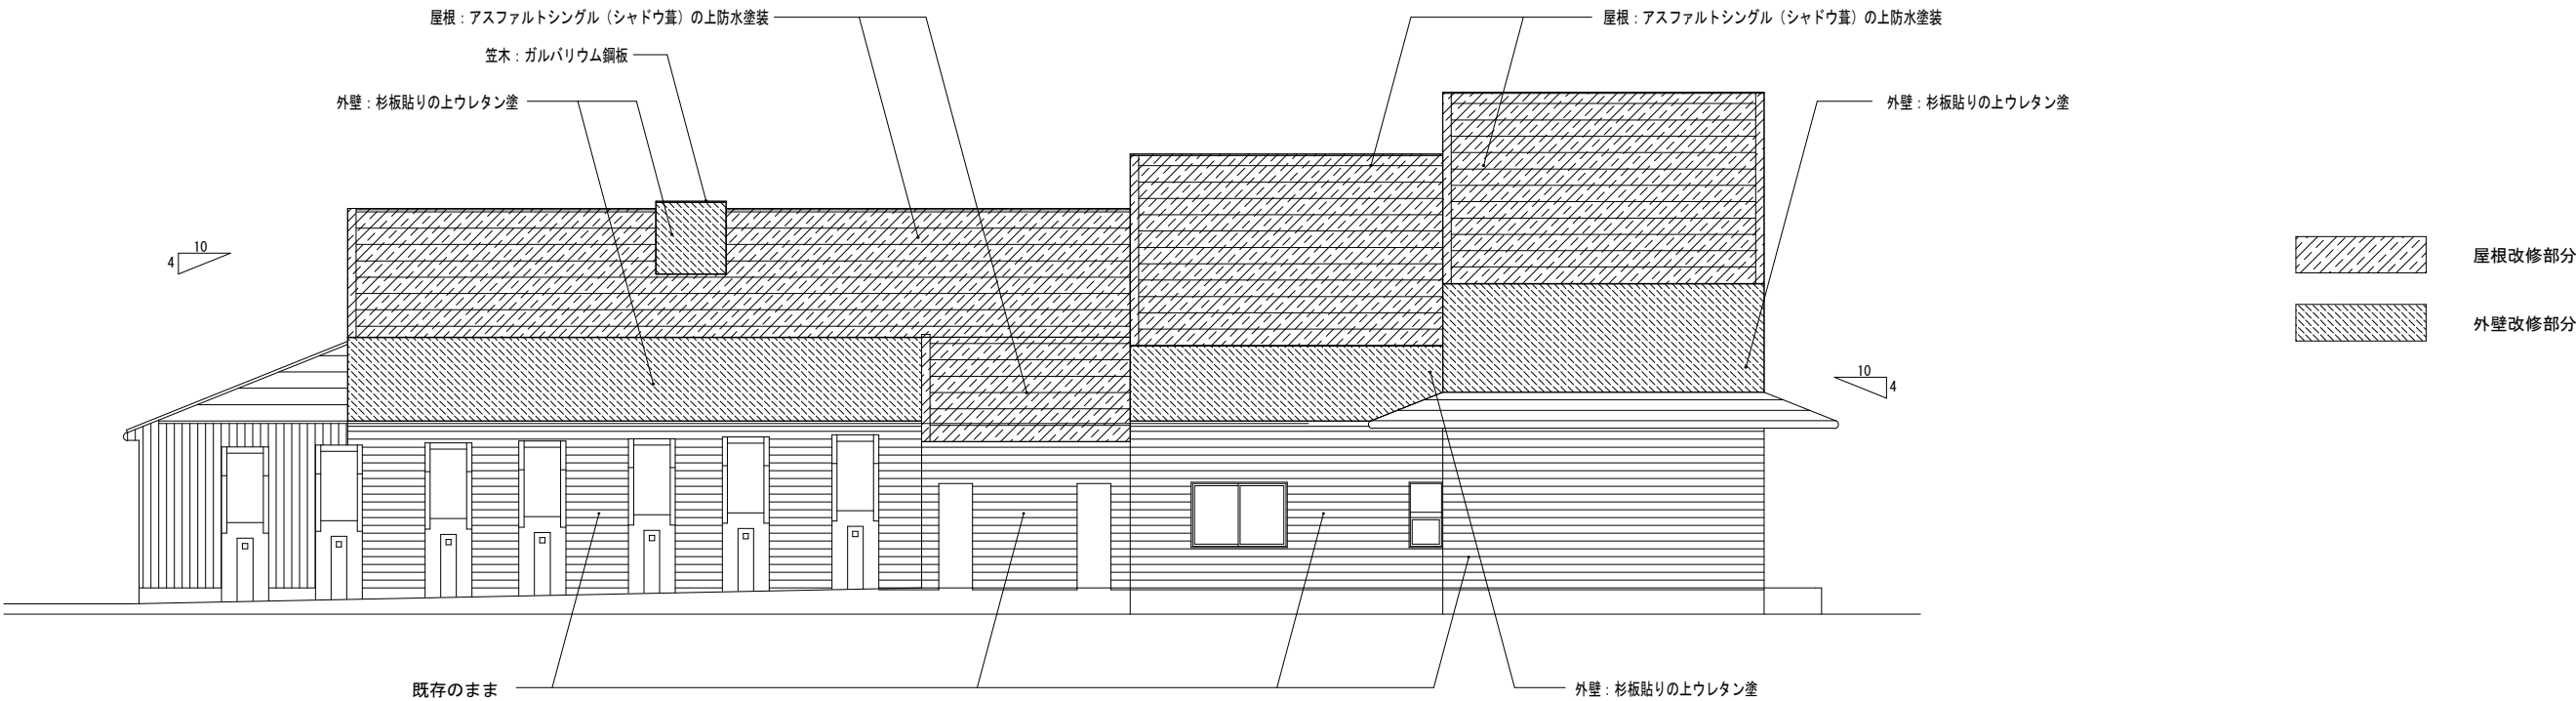 屋根：アスファルトシングル（シャドウ葺）の上防水塗装
屋根：アスファルトシングル（シャドウ葺）の上防水塗装
笠木：ガルバリウム鋼板
外壁：杉板貼りの上ウレタン塗
外壁：杉板貼りの上ウレタン塗
10
4
屋根改修部分
外壁改修部分
10
4
既存のまま
外壁：杉板貼りの上ウレタン塗